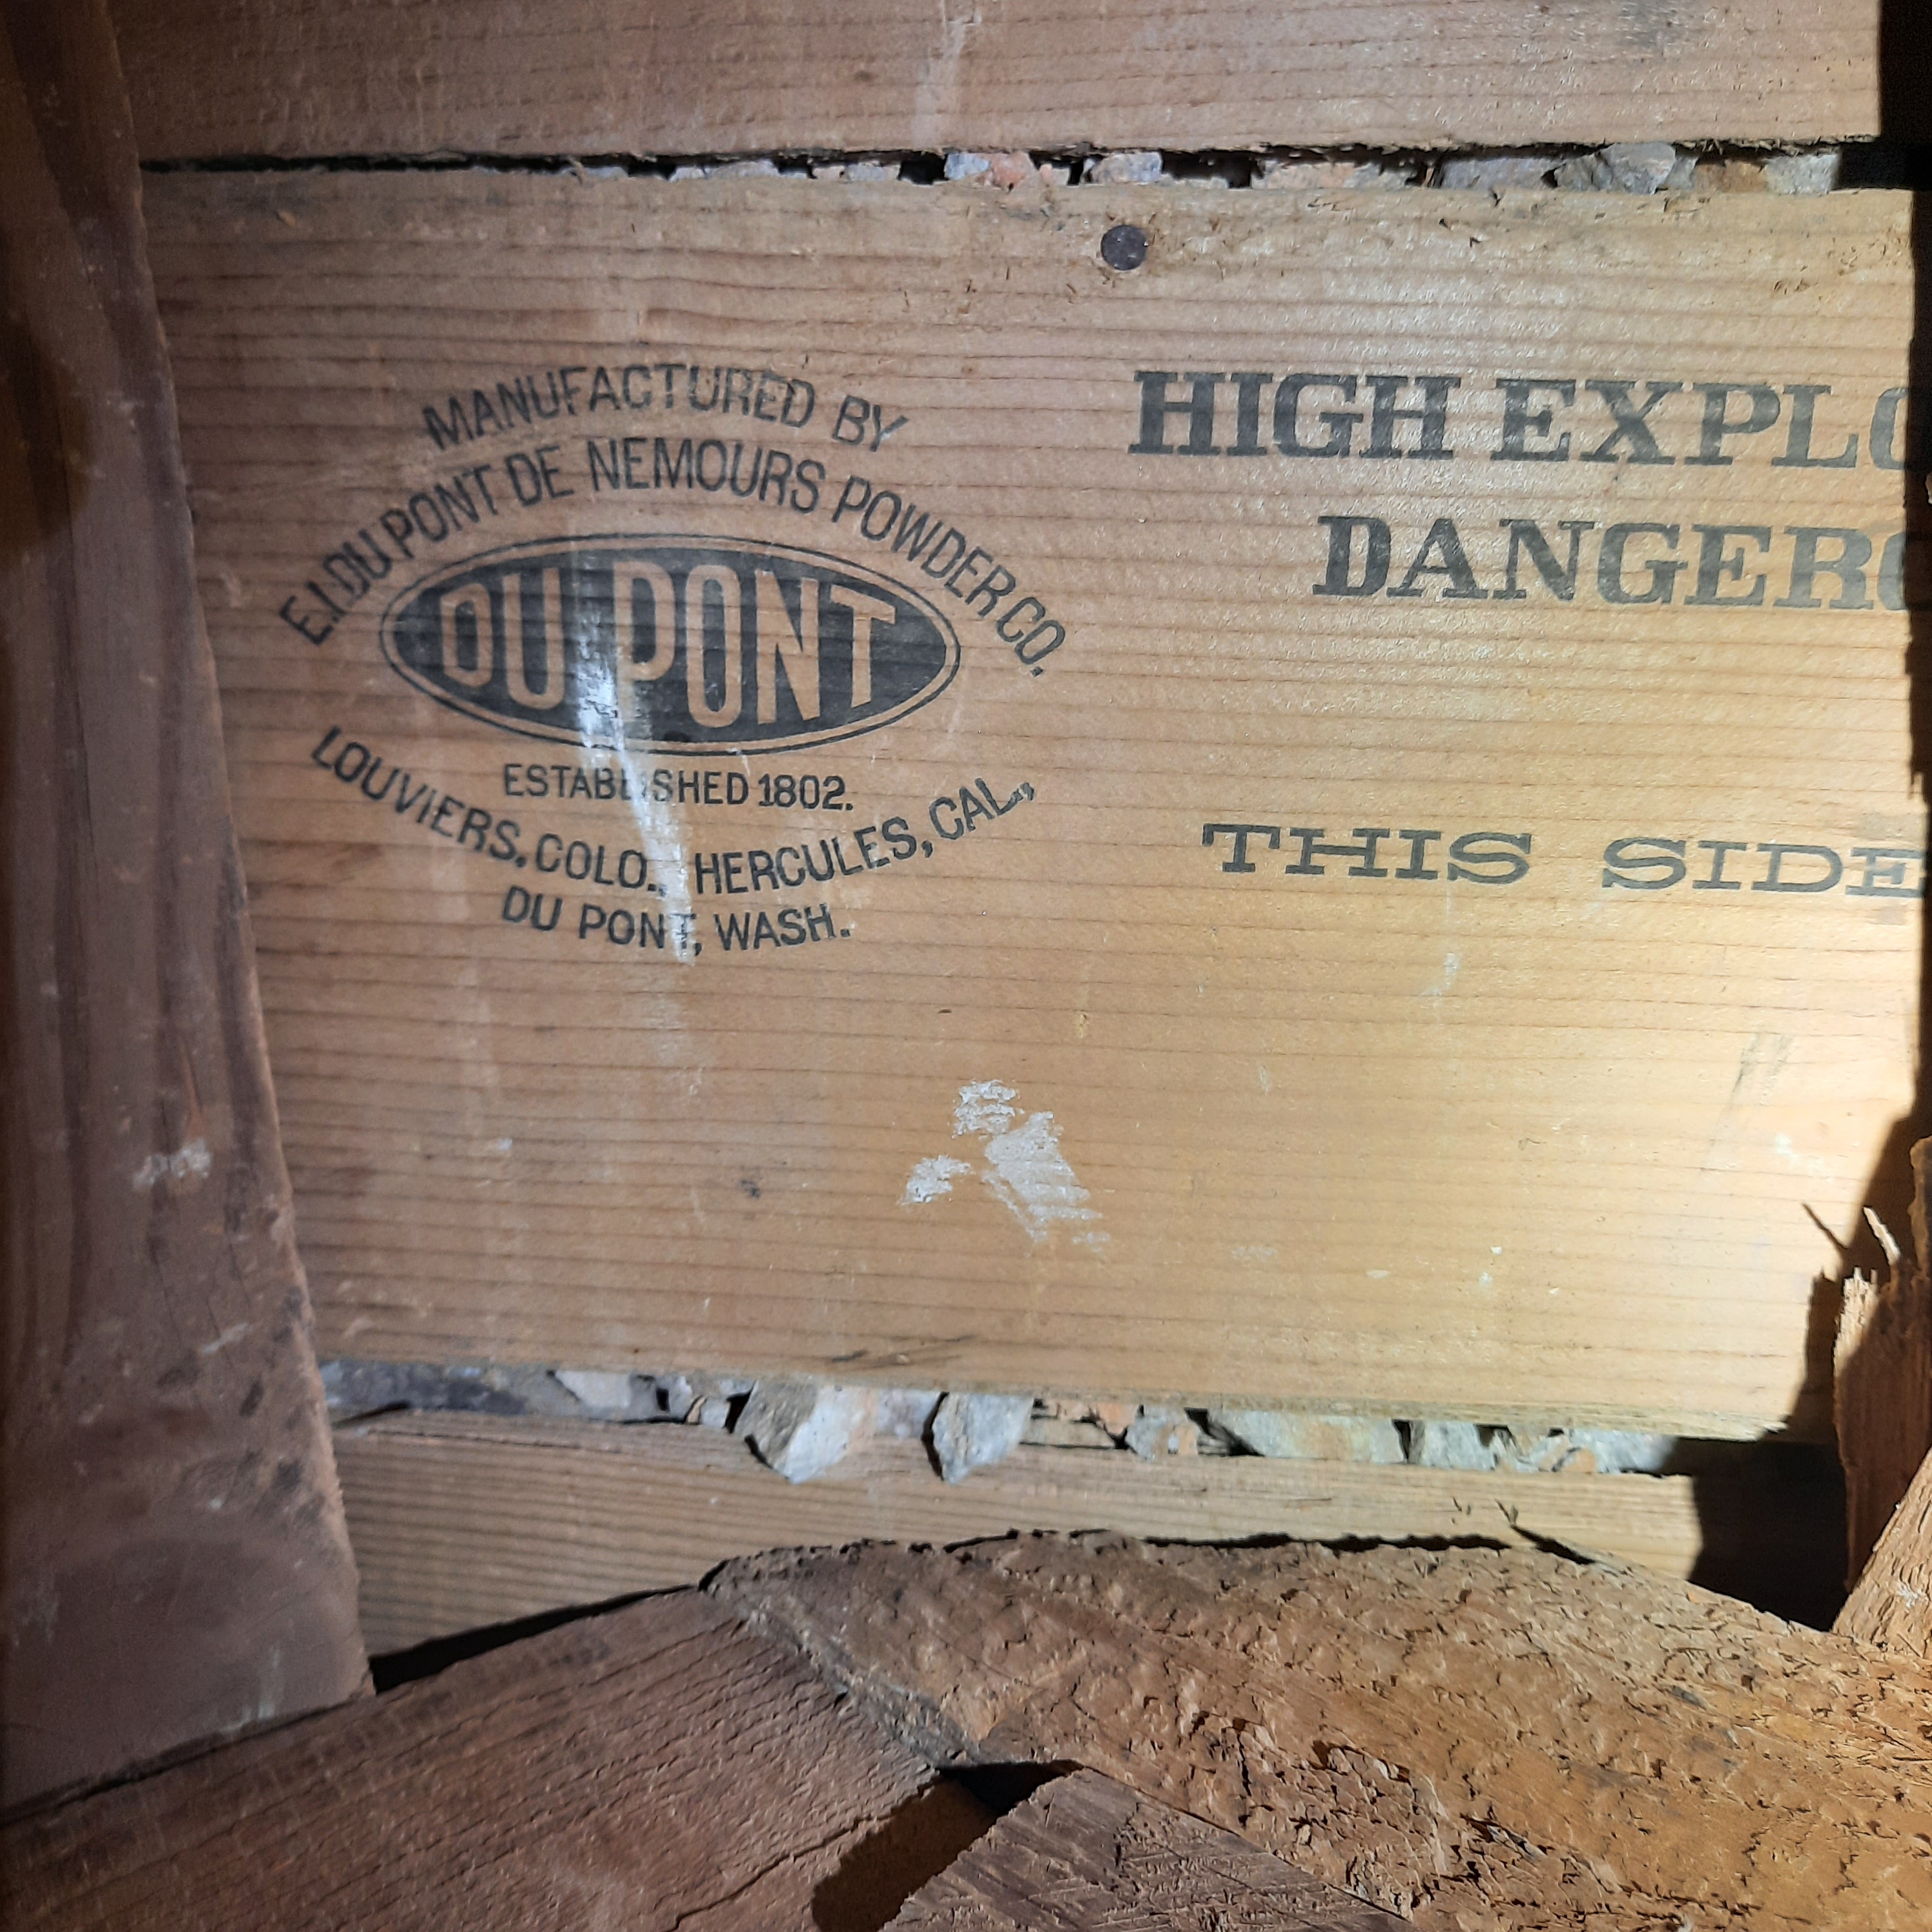 MANUFACTURED BY
E.I. DU PONT DE NEMOURS POWDER CO.
DU PONT
ESTABLISHED 1802.
LOUVIERS, COLO., HERCULES, CAL.,
DU PONT, WASH.
HIGH EXPLO
DANGERO
THIS SIDE